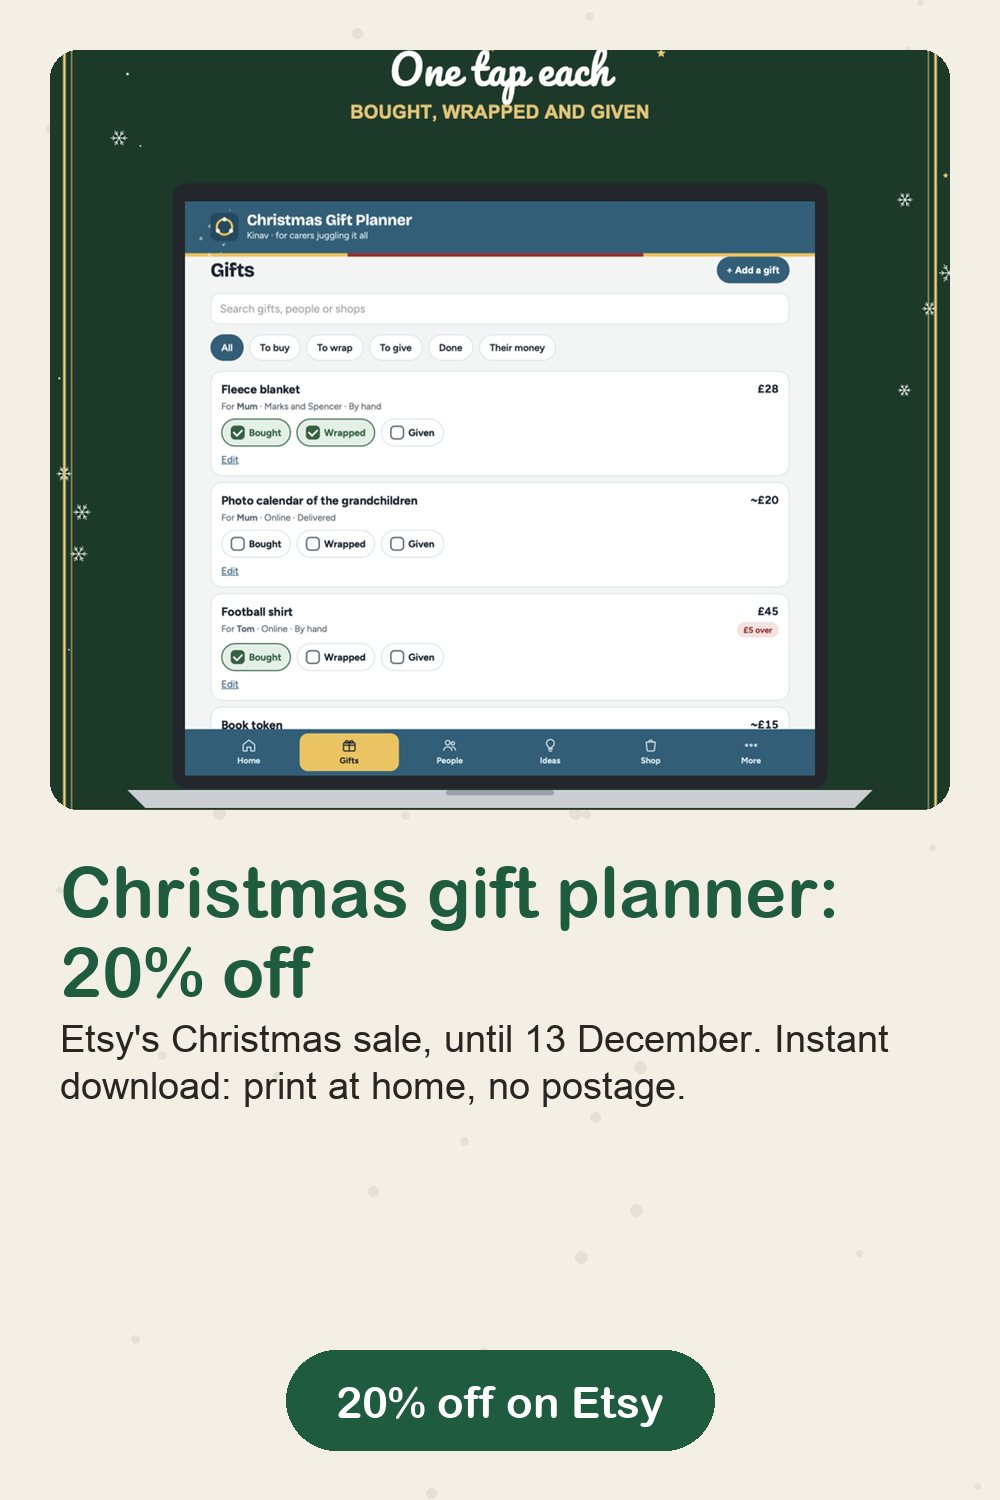 One tap each
BOUGHT, WRAPPED AND GIVEN
Christmas Gift Planner
Kinav · for carers juggling it all
Gifts
+ Add a gift
Search gifts, people or shops
All To buy To wrap To give Done Their money
Fleece blanket £28
For Mum · Marks and Spencer · By hand
Bought Wrapped Given
Edit
Photo calendar of the grandchildren ~£20
For Mum · Online · Delivered
Bought Wrapped Given
Edit
Football shirt £45
For Tom · Online · By hand £5 over
Bought Wrapped Given
Edit
Book token ~£15
Home Gifts People Ideas Shop More
Christmas gift planner:
20% off
Etsy's Christmas sale, until 13 December. Instant
download: print at home, no postage.
20% off on Etsy